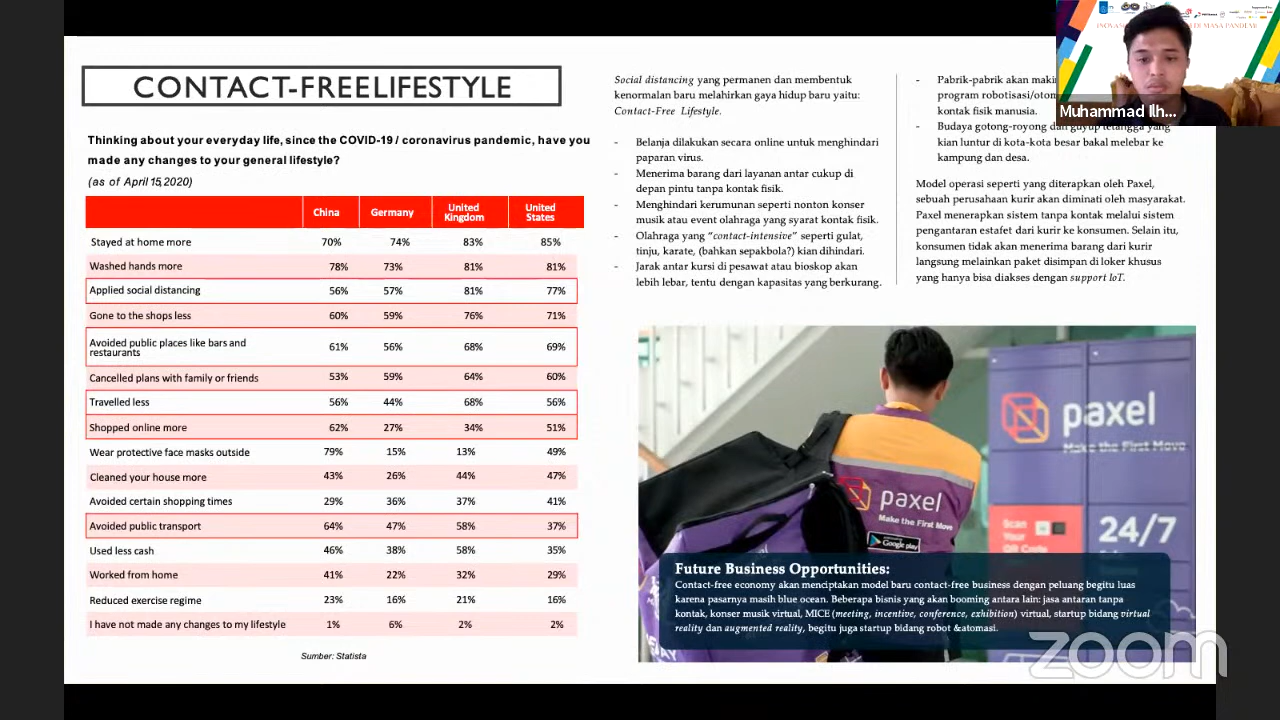 CONTACT-FREELIFESTYLE
Thinking about your everyday life, since the COVID-19 / coronavirus pandemic, have you
made any changes to your general lifestyle?
(as of April 15,2020)
China Germany United Kingdom United States
Stayed at home more 70% 74% 83% 85%
Washed hands more 78% 73% 81% 81%
Applied social distancing 56% 57% 81% 77%
Gone to the shops less 60% 59% 76% 71%
Avoided public places like bars and restaurants 61% 56% 68% 69%
Cancelled plans with family or friends 53% 59% 64% 60%
Travelled less 56% 44% 68% 56%
Shopped online more 62% 27% 34% 51%
Wear protective face masks outside 79% 15% 13% 49%
Cleaned your house more 43% 26% 44% 47%
Avoided certain shopping times 29% 36% 37% 41%
Avoided public transport 64% 47% 58% 37%
Used less cash 46% 38% 58% 35%
Worked from home 41% 22% 32% 29%
Reduced exercise regime 23% 16% 21% 16%
I have not made any changes to my lifestyle 1% 6% 2% 2%
Sumber: Statista
Social distancing yang permanen dan membentuk
kenormalan baru melahirkan gaya hidup baru yaitu:
Contact-Free Lifestyle.
- Belanja dilakukan secara online untuk menghindari
paparan virus.
- Menerima barang dari layanan antar cukup di
depan pintu tanpa kontak fisik.
- Menghindari kerumunan seperti nonton konser
musik atau event olahraga yang syarat kontak fisik.
- Olahraga yang "contact-intensive" seperti gulat,
tinju, karate, (bahkan sepakbola?) kian dihindari.
- Jarak antar kursi di pesawat atau bioskop akan
lebih lebar, tentu dengan kapasitas yang berkurang.
- Pabrik-pabrik akan
program
kontak fisik manusia.
- Budaya gotong-royong dan guyup tetangga yang
kian luntur di kota-kota besar bakal melebar ke
kampung dan desa.
Model operasi seperti yang diterapkan oleh Paxel,
sebuah perusahaan kurir akan diminati oleh masyarakat.
Paxel menerapkan sistem tanpa kontak melalui sistem
pengantaran estafet dari kurir ke konsumen. Selain itu,
konsumen tidak akan menerima barang dari kurir
langsung melainkan paket disimpan di loker khusus
yang hanya bisa diakses dengan support IoT.
Muhammad Ilh...
paxel
Make the First Move
paxel
Make the First Move
Google play
Scan
Your
QR Code
24/7
Future Business Opportunities:
Contact-free economy akan menciptakan model baru contact-free business dengan peluang begitu luas
karena pasarnya masih blue ocean. Beberapa bisnis yang akan booming antara lain: jasa antaran tanpa
kontak, konser musik virtual, MICE (meeting, incentive, conference, exhibition) virtual, startup bidang virtual
reality dan augmented reality, begitu juga startup bidang robot &atomasi.
zoom